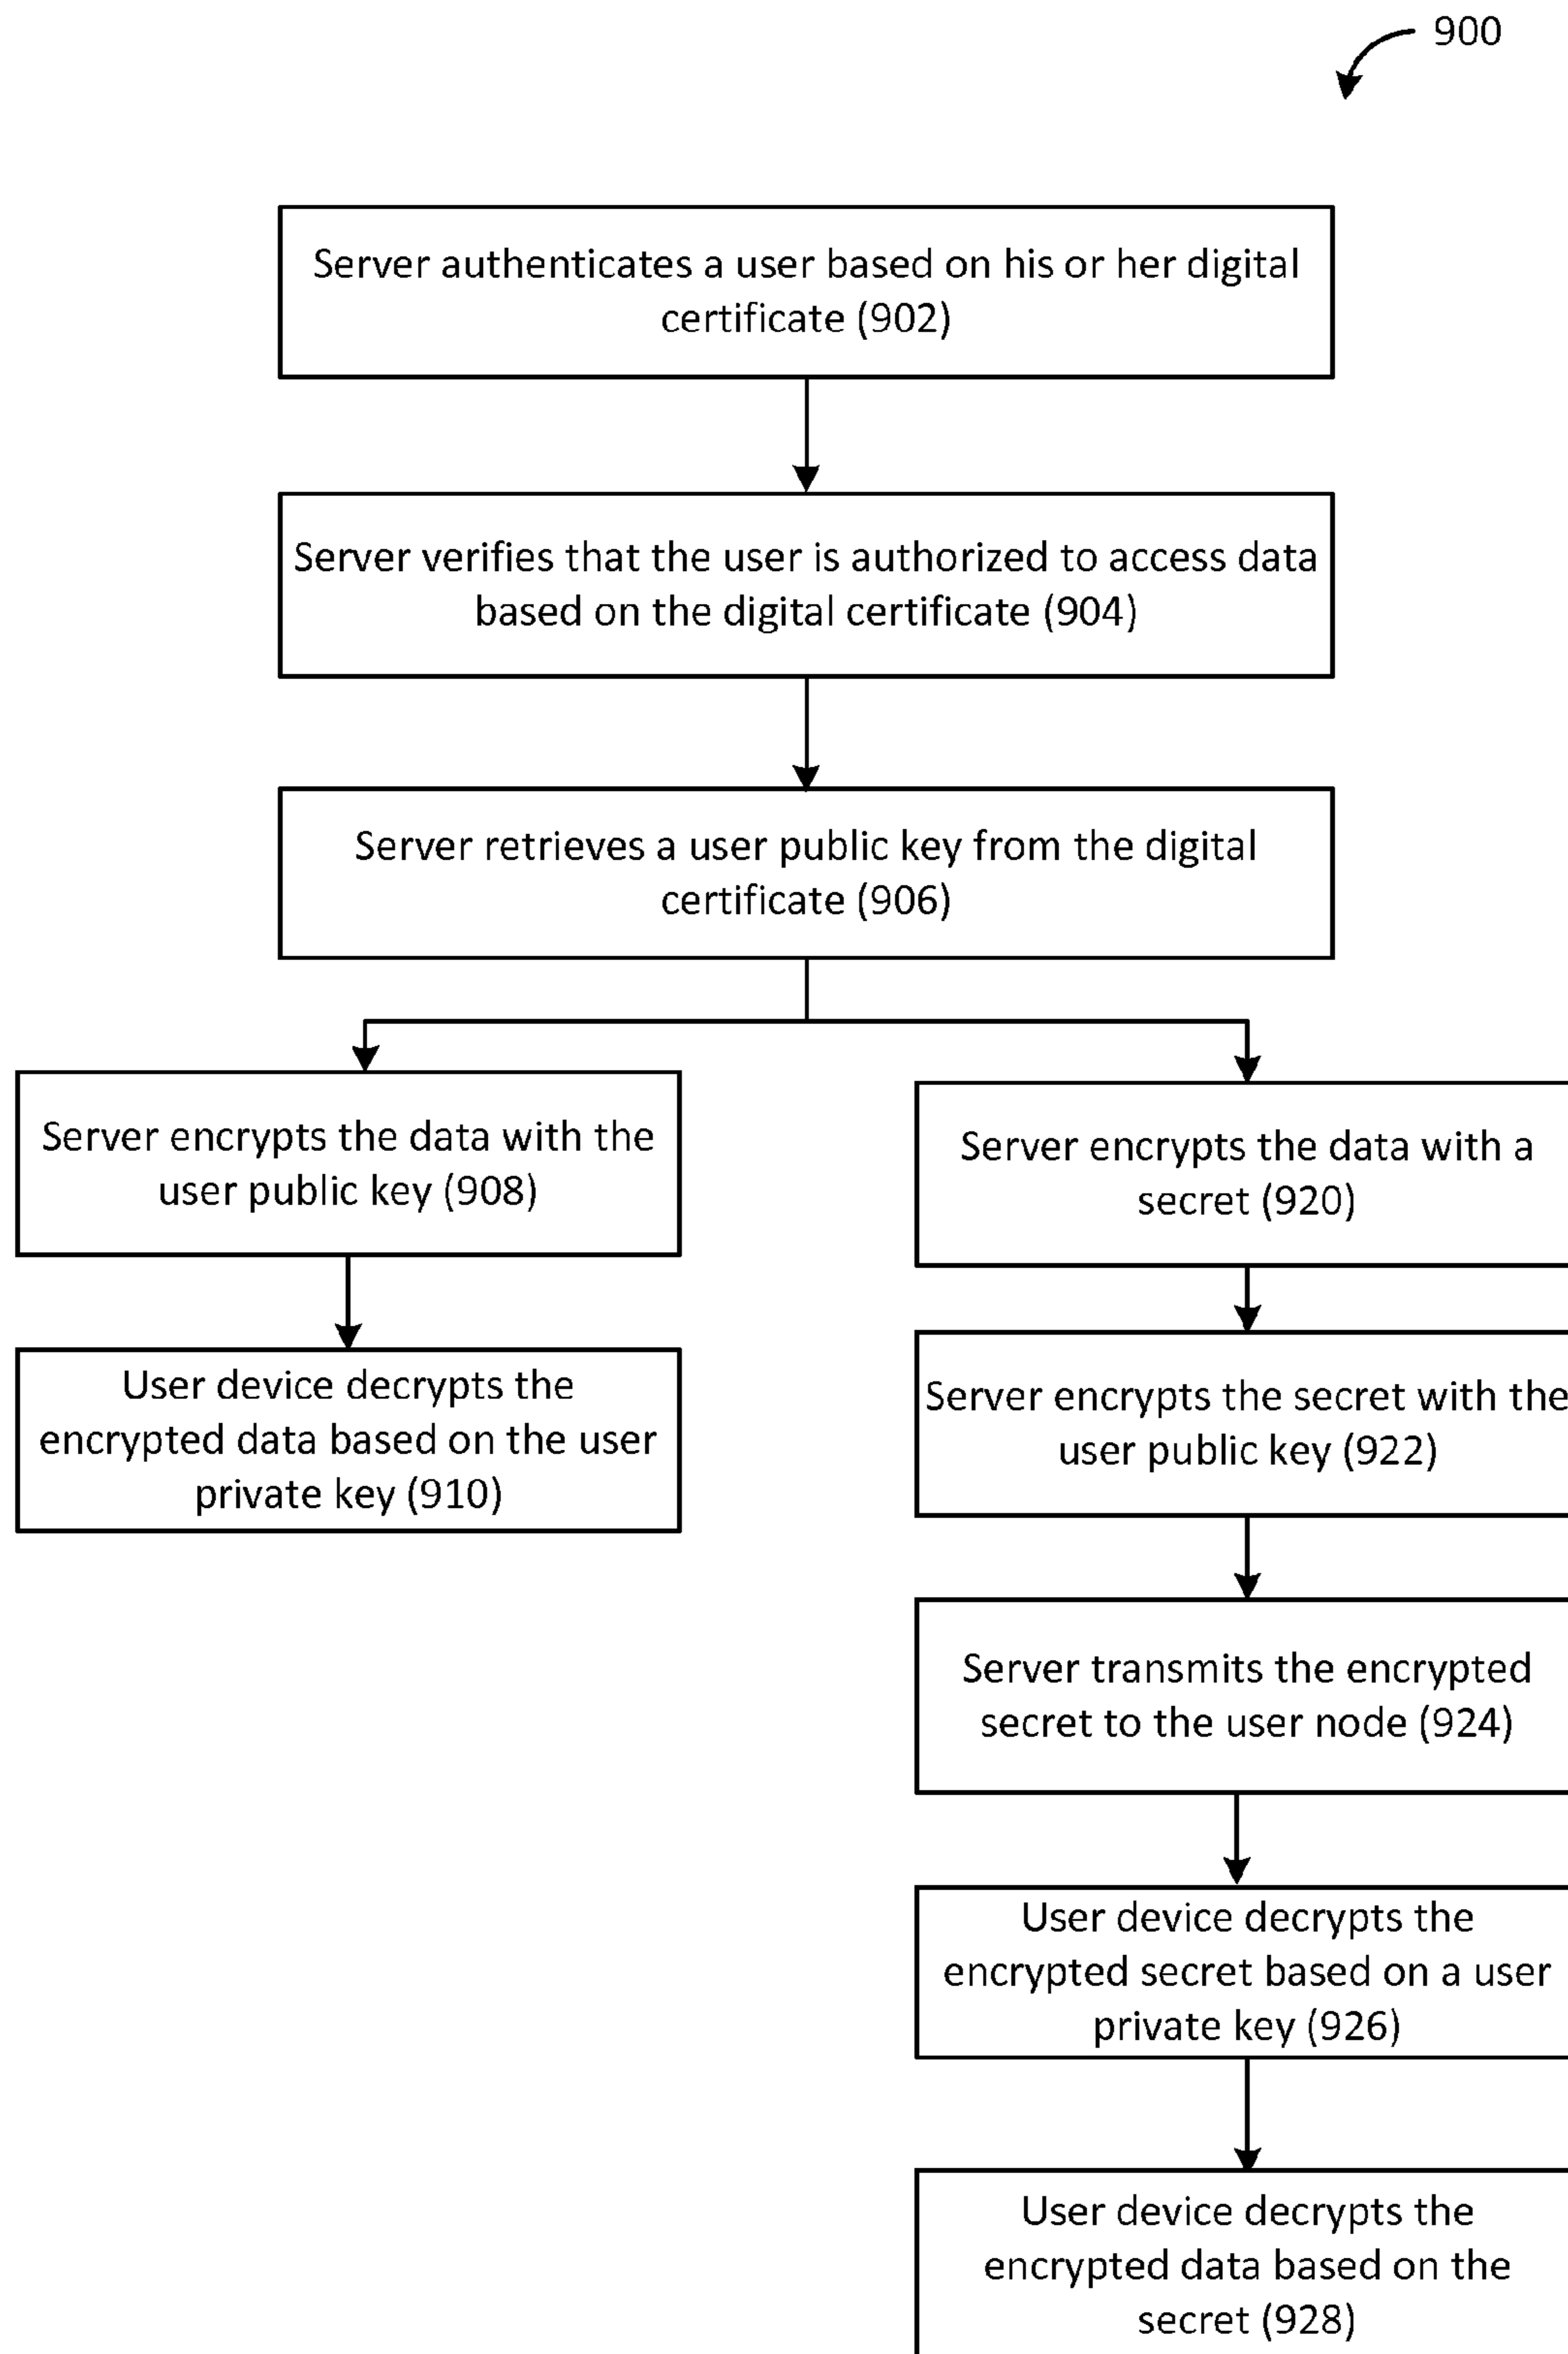 900
Server authenticates a user based on his or her digital
certificate (902)
Server verifies that the user is authorized to access data
based on the digital certificate (904)
Server retrieves a user public key from the digital
certificate (906)
Server encrypts the data with the
user public key (908)
User device decrypts the
encrypted data based on the user
private key (910)
Server encrypts the data with a
secret (920)
Server encrypts the secret with the
user public key (922)
Server transmits the encrypted
secret to the user node (924)
User device decrypts the
encrypted secret based on a user
private key (926)
User device decrypts the
encrypted data based on the
secret (928)